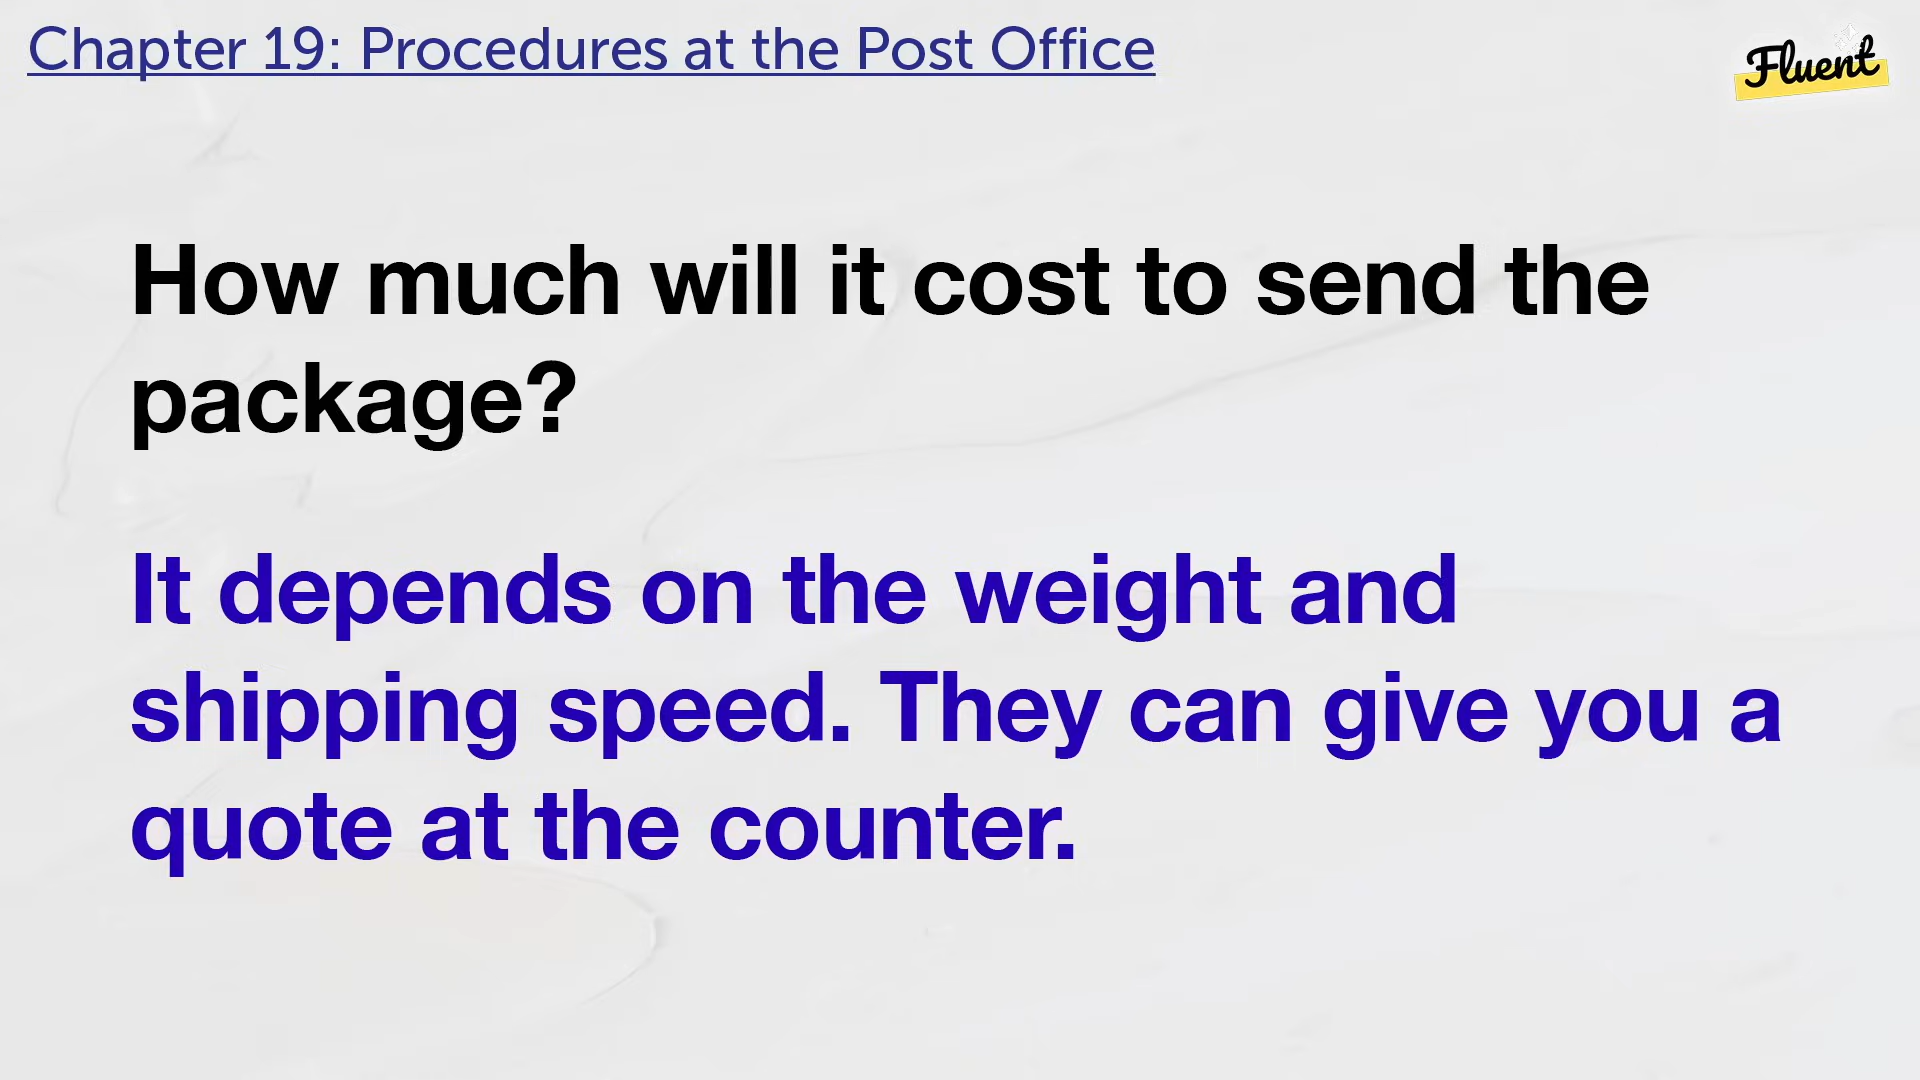 Chapter 19: Procedures at the Post Office
Fluent
How much will it cost to send the
package?
It depends on the weight and
shipping speed. They can give you a
quote at the counter.